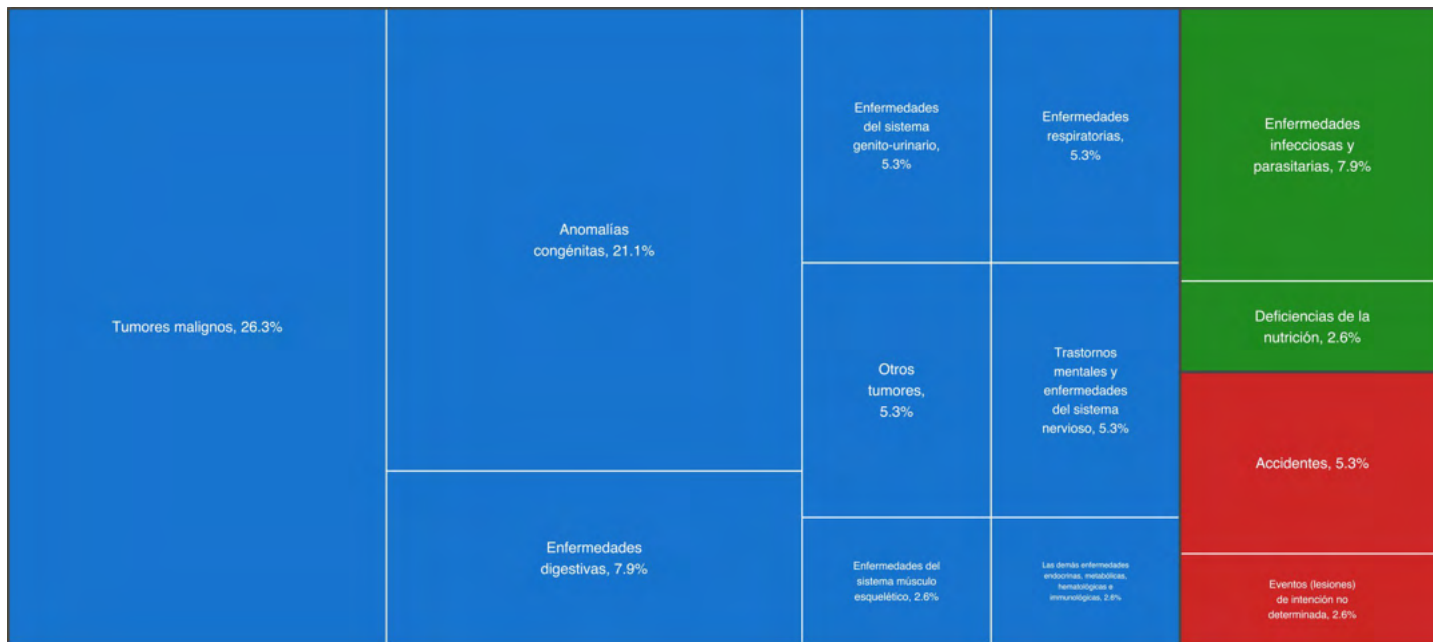 Tumores malignos, 26.3%
Anomalías
congénitas, 21.1%
Enfermedades
digestivas, 7.9%
Enfermedades
del sistema
genito-urinario,
5.3%
Enfermedades
respiratorias,
5.3%
Otros
tumores,
5.3%
Trastornos
mentales y
enfermedades
del sistema
nervioso, 5.3%
Enfermedades del
sistema músculo
esquelético, 2.6%
Las demás enfermedades
endocrinas, metabólicas,
hematológicas e
inmunológicas, 2.6%
Enfermedades
infecciosas y
parasitarias, 7.9%
Deficiencias de la
nutrición, 2.6%
Accidentes, 5.3%
Eventos (lesiones)
de intención no
determinada, 2.6%